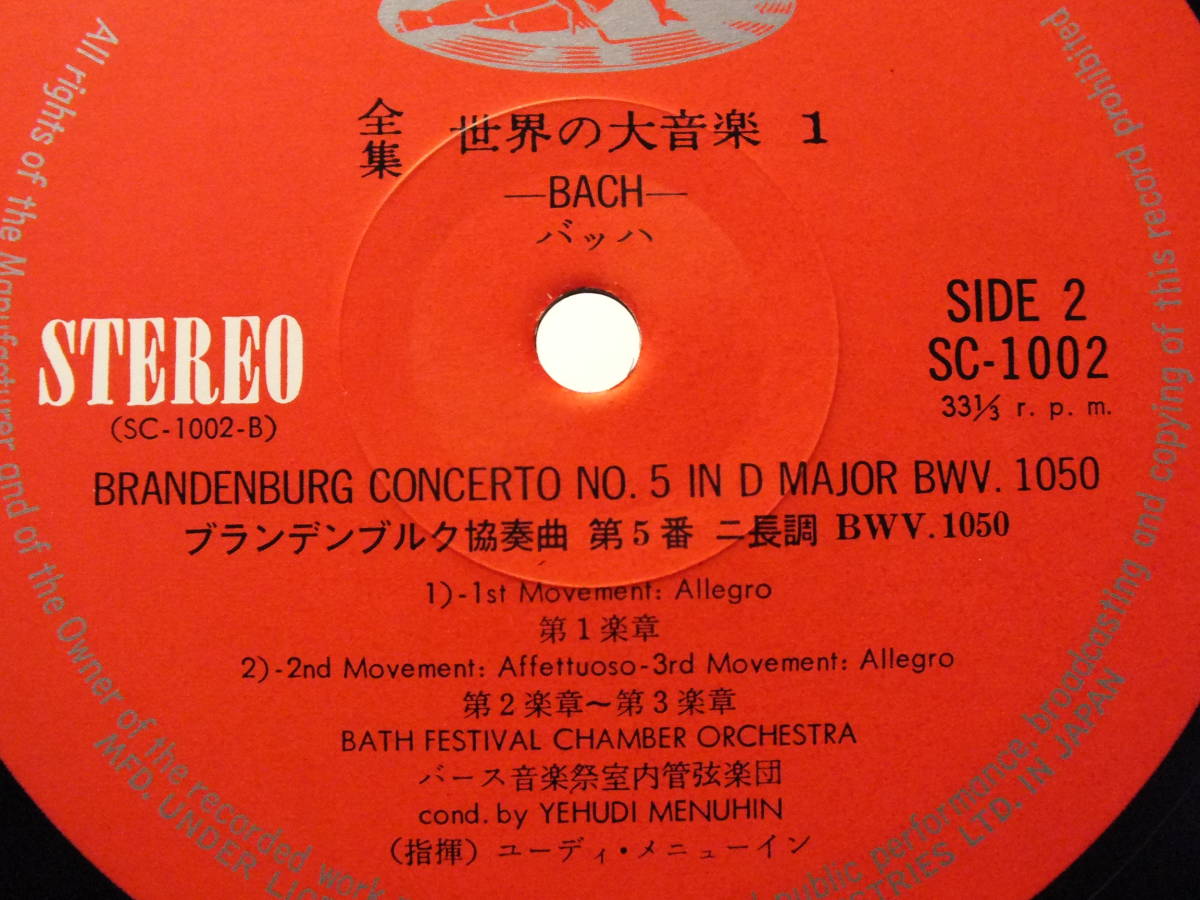 全集 世界の大音楽 1
—BACH—
バッハ
STEREO
(SC-1002-B)
SIDE 2
SC-1002
33⅓ r. p. m.
BRANDENBURG CONCERTO NO. 5 IN D MAJOR BWV. 1050
ブランデンブルク協奏曲 第5番 ニ長調 BWV.1050
1)-1st Movement: Allegro
第1楽章
2)-2nd Movement: Affettuoso-3rd Movement: Allegro
第2楽章〜第3楽章
BATH FESTIVAL CHAMBER ORCHESTRA
バース音楽祭室内管弦楽団
cond. by YEHUDI MENUHIN
(指揮) ユーディ・メニューイン
All rights of the Manufacturer and of the Owner of the recorded work
public performance, broadcasting and copying of this record prohibited
MFD. UNDER
LTD. IN JAPAN